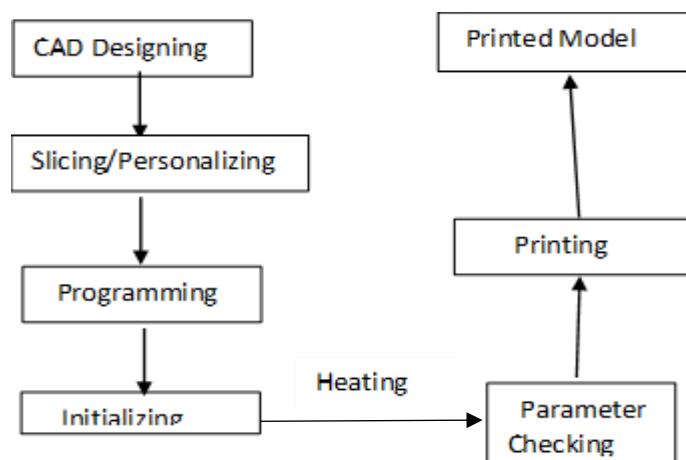 CAD Designing
Slicing/Personalizing
Programming
Initializing
Heating
Parameter
Checking
Printing
Printed Model